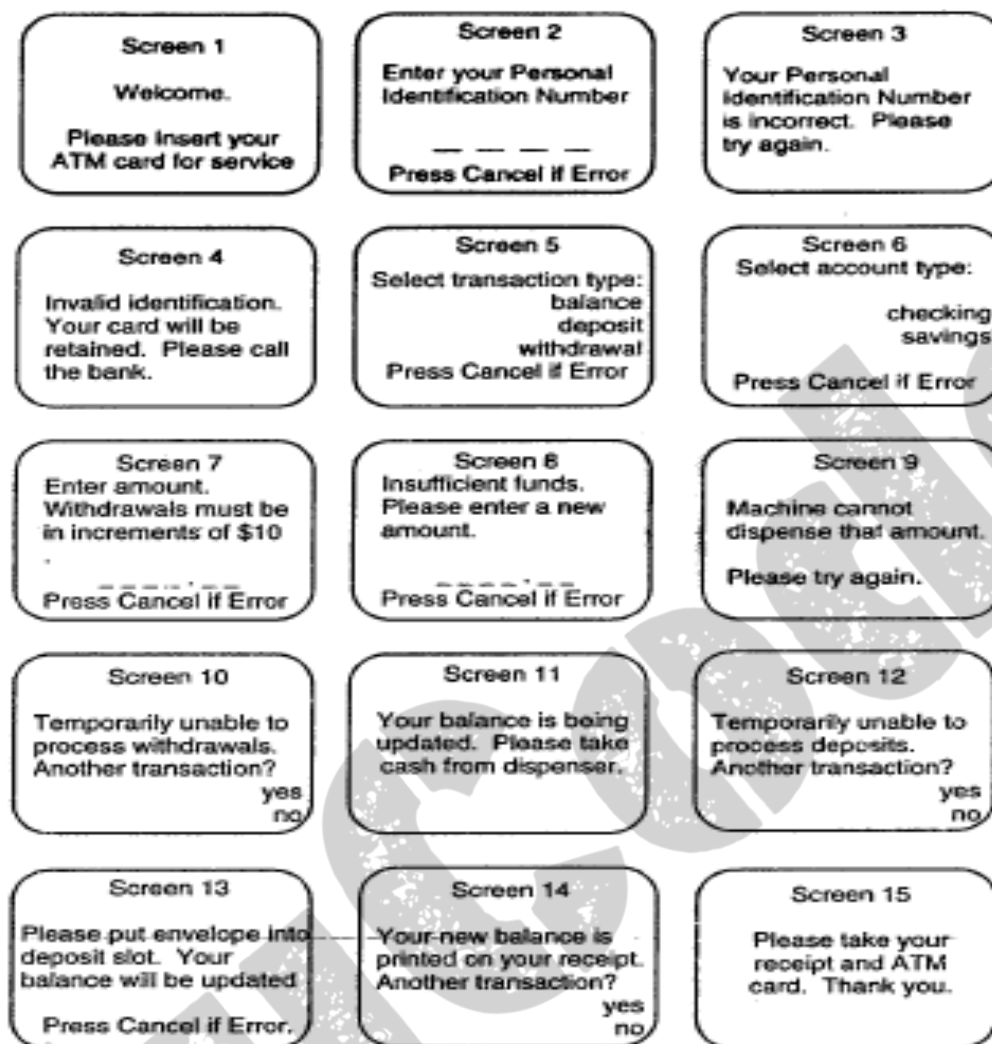 Screen 1
Welcome.
Please Insert your
ATM card for service
Screen 2
Enter your Personal
Identification Number
_ _ _ _
Press Cancel if Error
Screen 3
Your Personal
Identification Number
is incorrect. Please
try again.
Screen 4
Invalid identification.
Your card will be
retained. Please call
the bank.
Screen 5
Select transaction type:
balance
deposit
withdrawal
Press Cancel if Error
Screen 6
Select account type:
checking
savings
Press Cancel if Error
Screen 7
Enter amount.
Withdrawals must be
in increments of $10
Press Cancel if Error
Screen 8
Insufficient funds.
Please enter a new
amount.
Press Cancel if Error
Screen 9
Machine cannot
dispense that amount.
Please try again.
Screen 10
Temporarily unable to
process withdrawals.
Another transaction?
yes
no
Screen 11
Your balance is being
updated. Please take
cash from dispenser.
Screen 12
Temporarily unable to
process deposits.
Another transaction?
yes
no
Screen 13
Please put envelope into
deposit slot. Your
balance will be updated
Press Cancel if Error.
Screen 14
Your new balance is
printed on your receipt.
Another transaction?
yes
no
Screen 15
Please take your
receipt and ATM
card. Thank you.